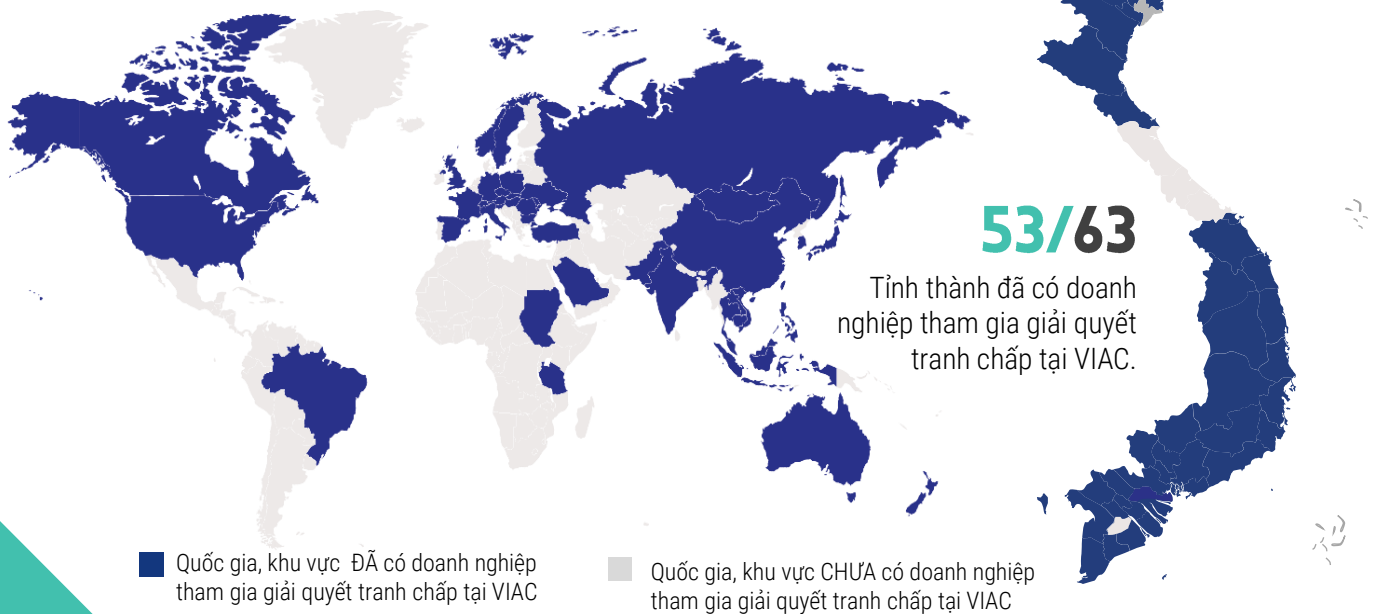 53/63
Tỉnh thành đã có doanh
nghiệp tham gia giải quyết
tranh chấp tại VIAC.
Quốc gia, khu vực ĐÃ có doanh nghiệp
tham gia giải quyết tranh chấp tại VIAC
Quốc gia, khu vực CHƯA có doanh nghiệp
tham gia giải quyết tranh chấp tại VIAC